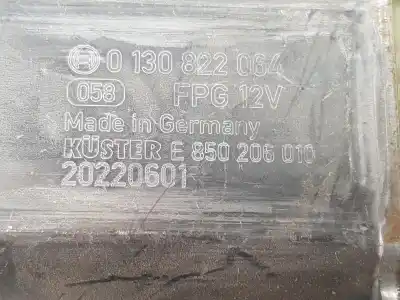 0 130 822 064
058 FPG 12V
Made in Germany
KÜSTER E 850 206 010
20220601